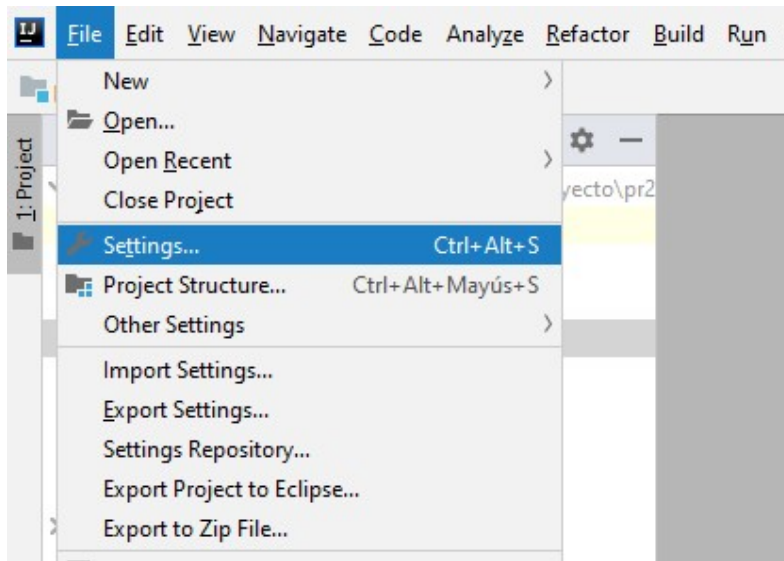 IJ File Edit View Navigate Code Analyze Refactor Build Run
New
Open...
1: Project
Open Recent
Close Project
yecto\pr2
Settings... Ctrl+Alt+S
Project Structure... Ctrl+Alt+Mayús+S
Other Settings
Import Settings...
Export Settings...
Settings Repository...
Export Project to Eclipse...
Export to Zip File...